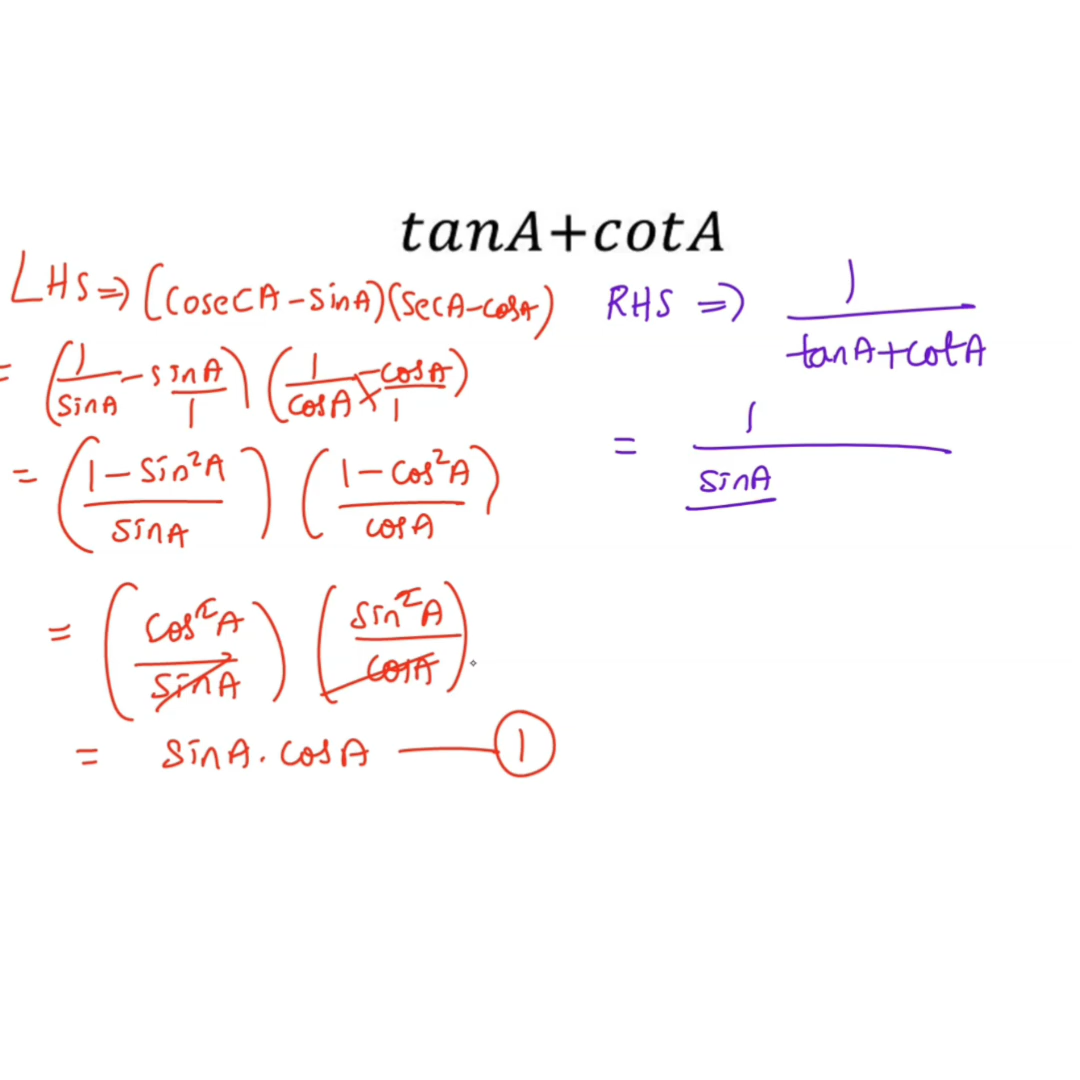 tanA+cotA
LHS ⇒ (CosecA - sinA)(SecA - cosA)
= (1/SinA - sinA/1) (1/cosA - cosA/1)
= (1 - Sin²A / SinA) (1 - cos²A / cosA)
= (cos²A / sinA) (sin²A / cosA)
= SinA . cosA —— 1
RHS ⇒ 1 / tanA + cotA
= 1 / sinA